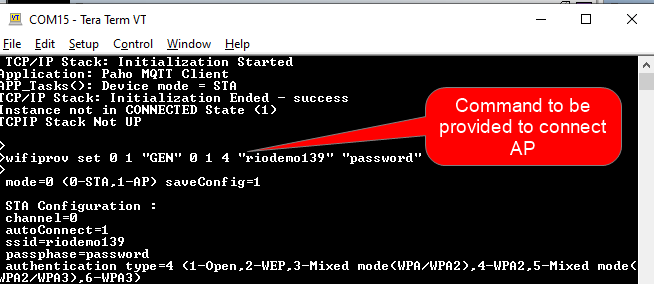 COM15 - Tera Term VT
File Edit Setup Control Window Help
TCP/IP Stack: Initialization Started
Application: Paho MQTT Client
APP_Tasks(): Device mode = STA
TCP/IP Stack: Initialization Ended - success
Instance not in CONNECTED State (1)
TCPIP Stack Not UP
Command to be
provided to connect
AP
>
>wifiprov set 0 1 "GEN" 0 1 4 "riodemo139" "password"
>
mode=0 (0-STA,1-AP) saveConfig=1
STA Configuration :
channel=0
autoConnect=1
ssid=riodemo139
passphase=password
authentication type=4 (1-Open,2-WEP,3-Mixed mode(WPA/WPA2),4-WPA2,5-Mixed mode(
WPA2/WPA3),6-WPA3)